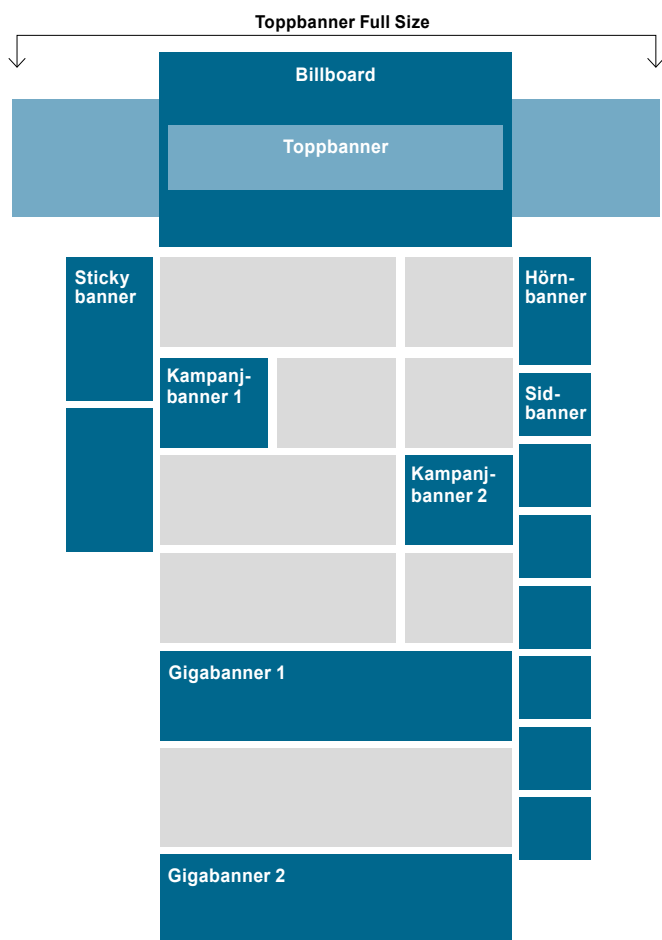 Toppbanner Full Size
Billboard
Toppbanner
Sticky
banner
Hörn-
banner
Kampanj-
banner 1
Sid-
banner
Kampanj-
banner 2
Gigabanner 1
Gigabanner 2